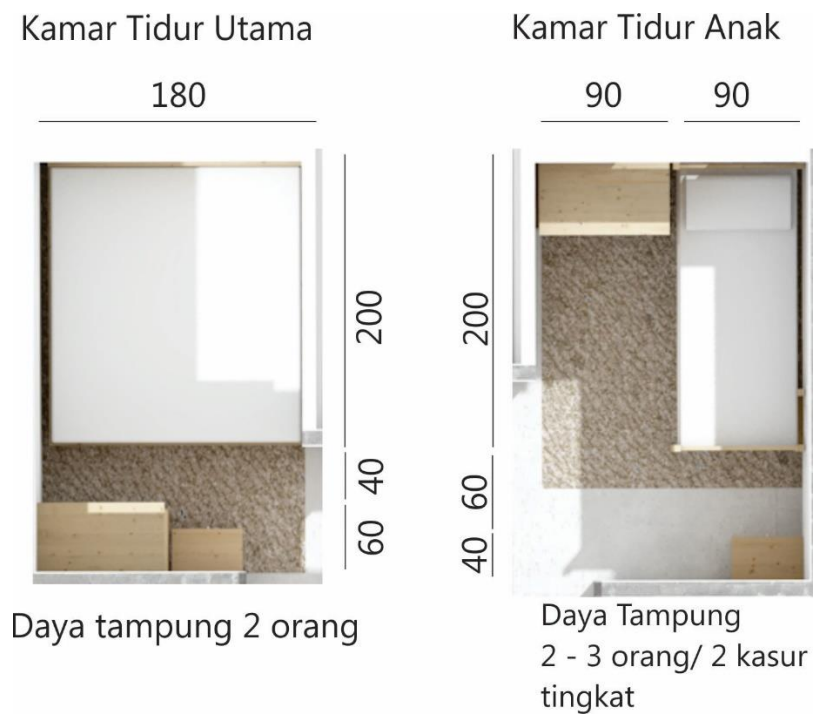 Kamar Tidur Utama
180
200
40
60
Daya tampung 2 orang
Kamar Tidur Anak
90 90
200
60
40
Daya Tampung
2 - 3 orang/ 2 kasur
tingkat